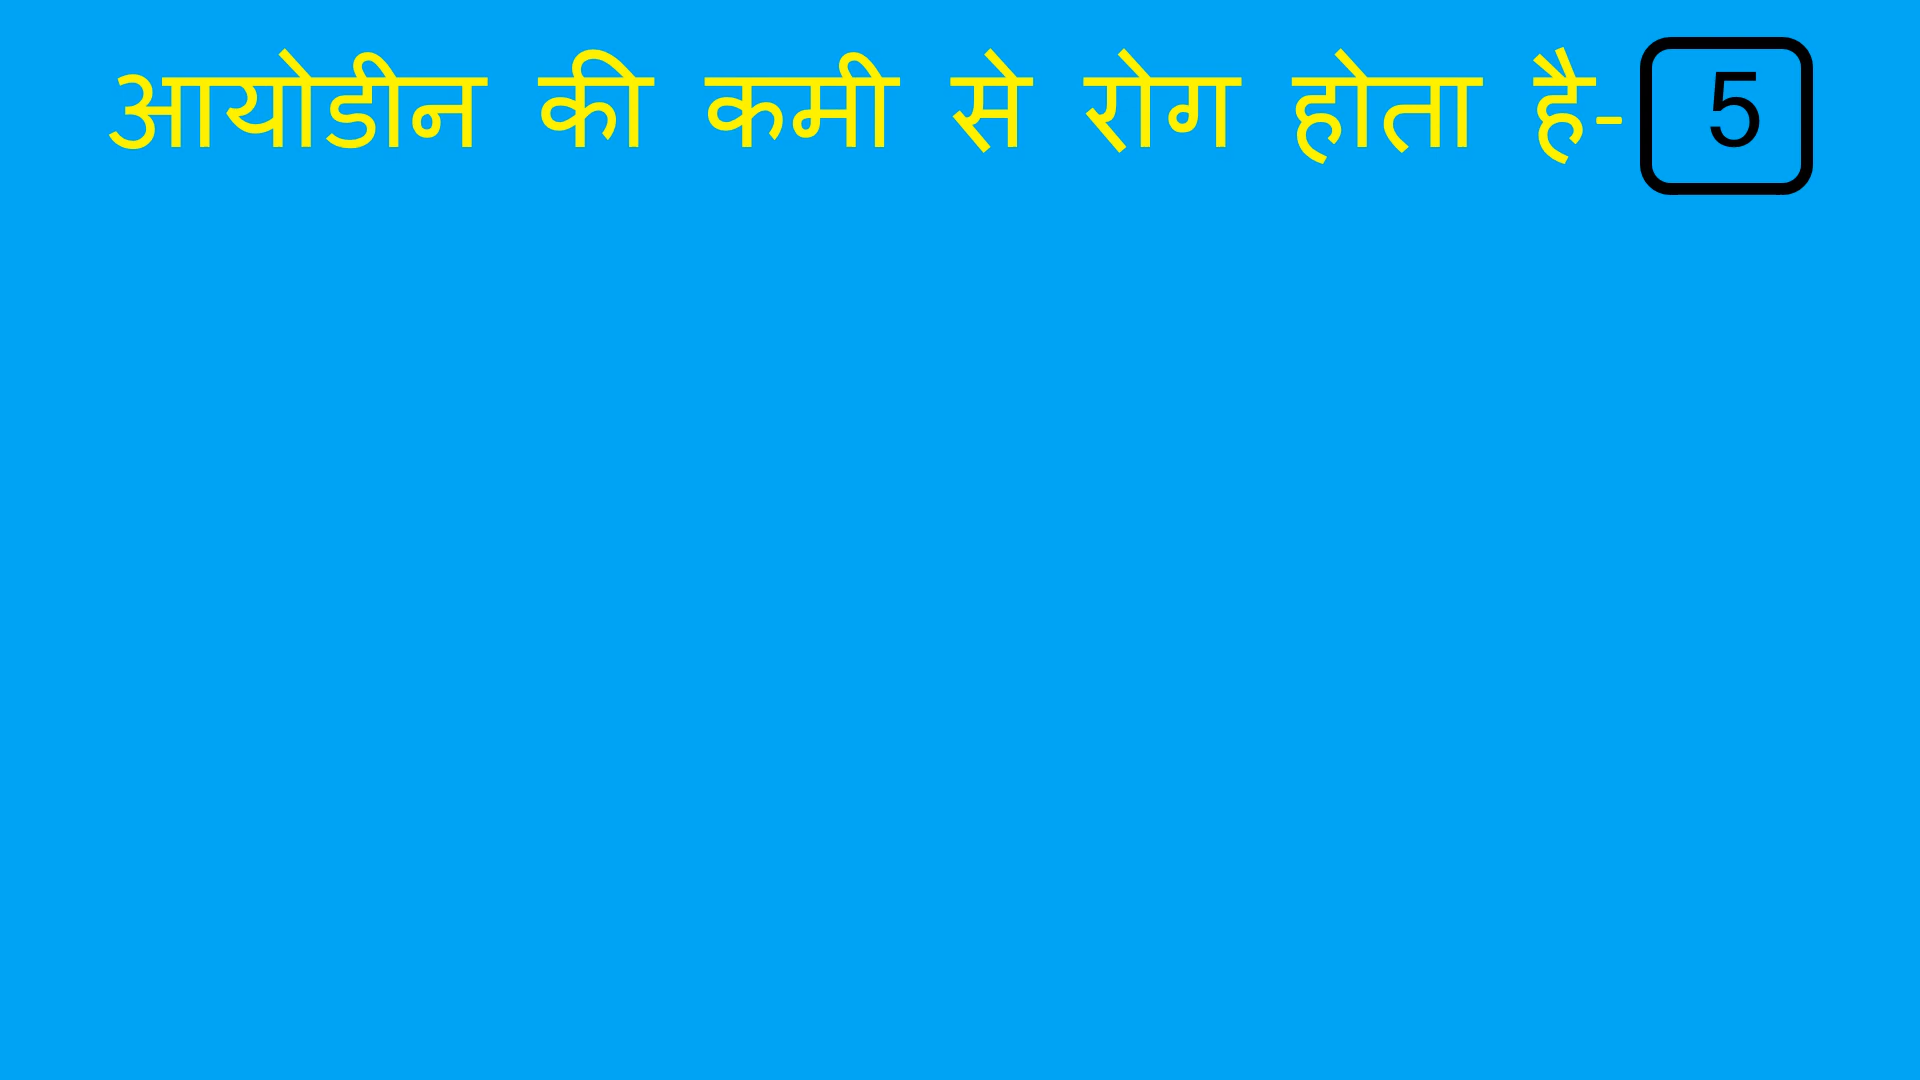 आयोडीन की कमी से रोग होता है- 5